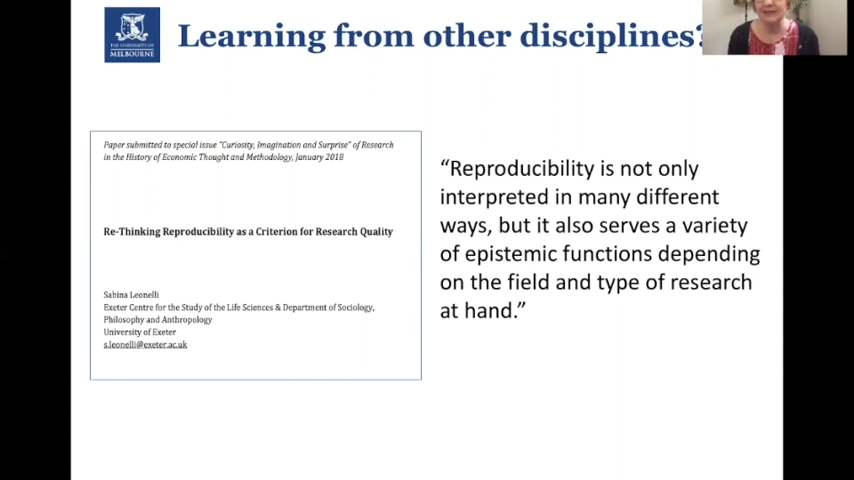 THE UNIVERSITY OF
MELBOURNE
Learning from other disciplines?
Paper submitted to special issue "Curiosity, Imagination and Surprise" of Research
in the History of Economic Thought and Methodology, January 2018
Re-Thinking Reproducibility as a Criterion for Research Quality
Sabina Leonelli
Exeter Centre for the Study of the Life Sciences & Department of Sociology,
Philosophy and Anthropology
University of Exeter
s.leonelli@exeter.ac.uk
“Reproducibility is not only
interpreted in many different
ways, but it also serves a variety
of epistemic functions depending
on the field and type of research
at hand.”